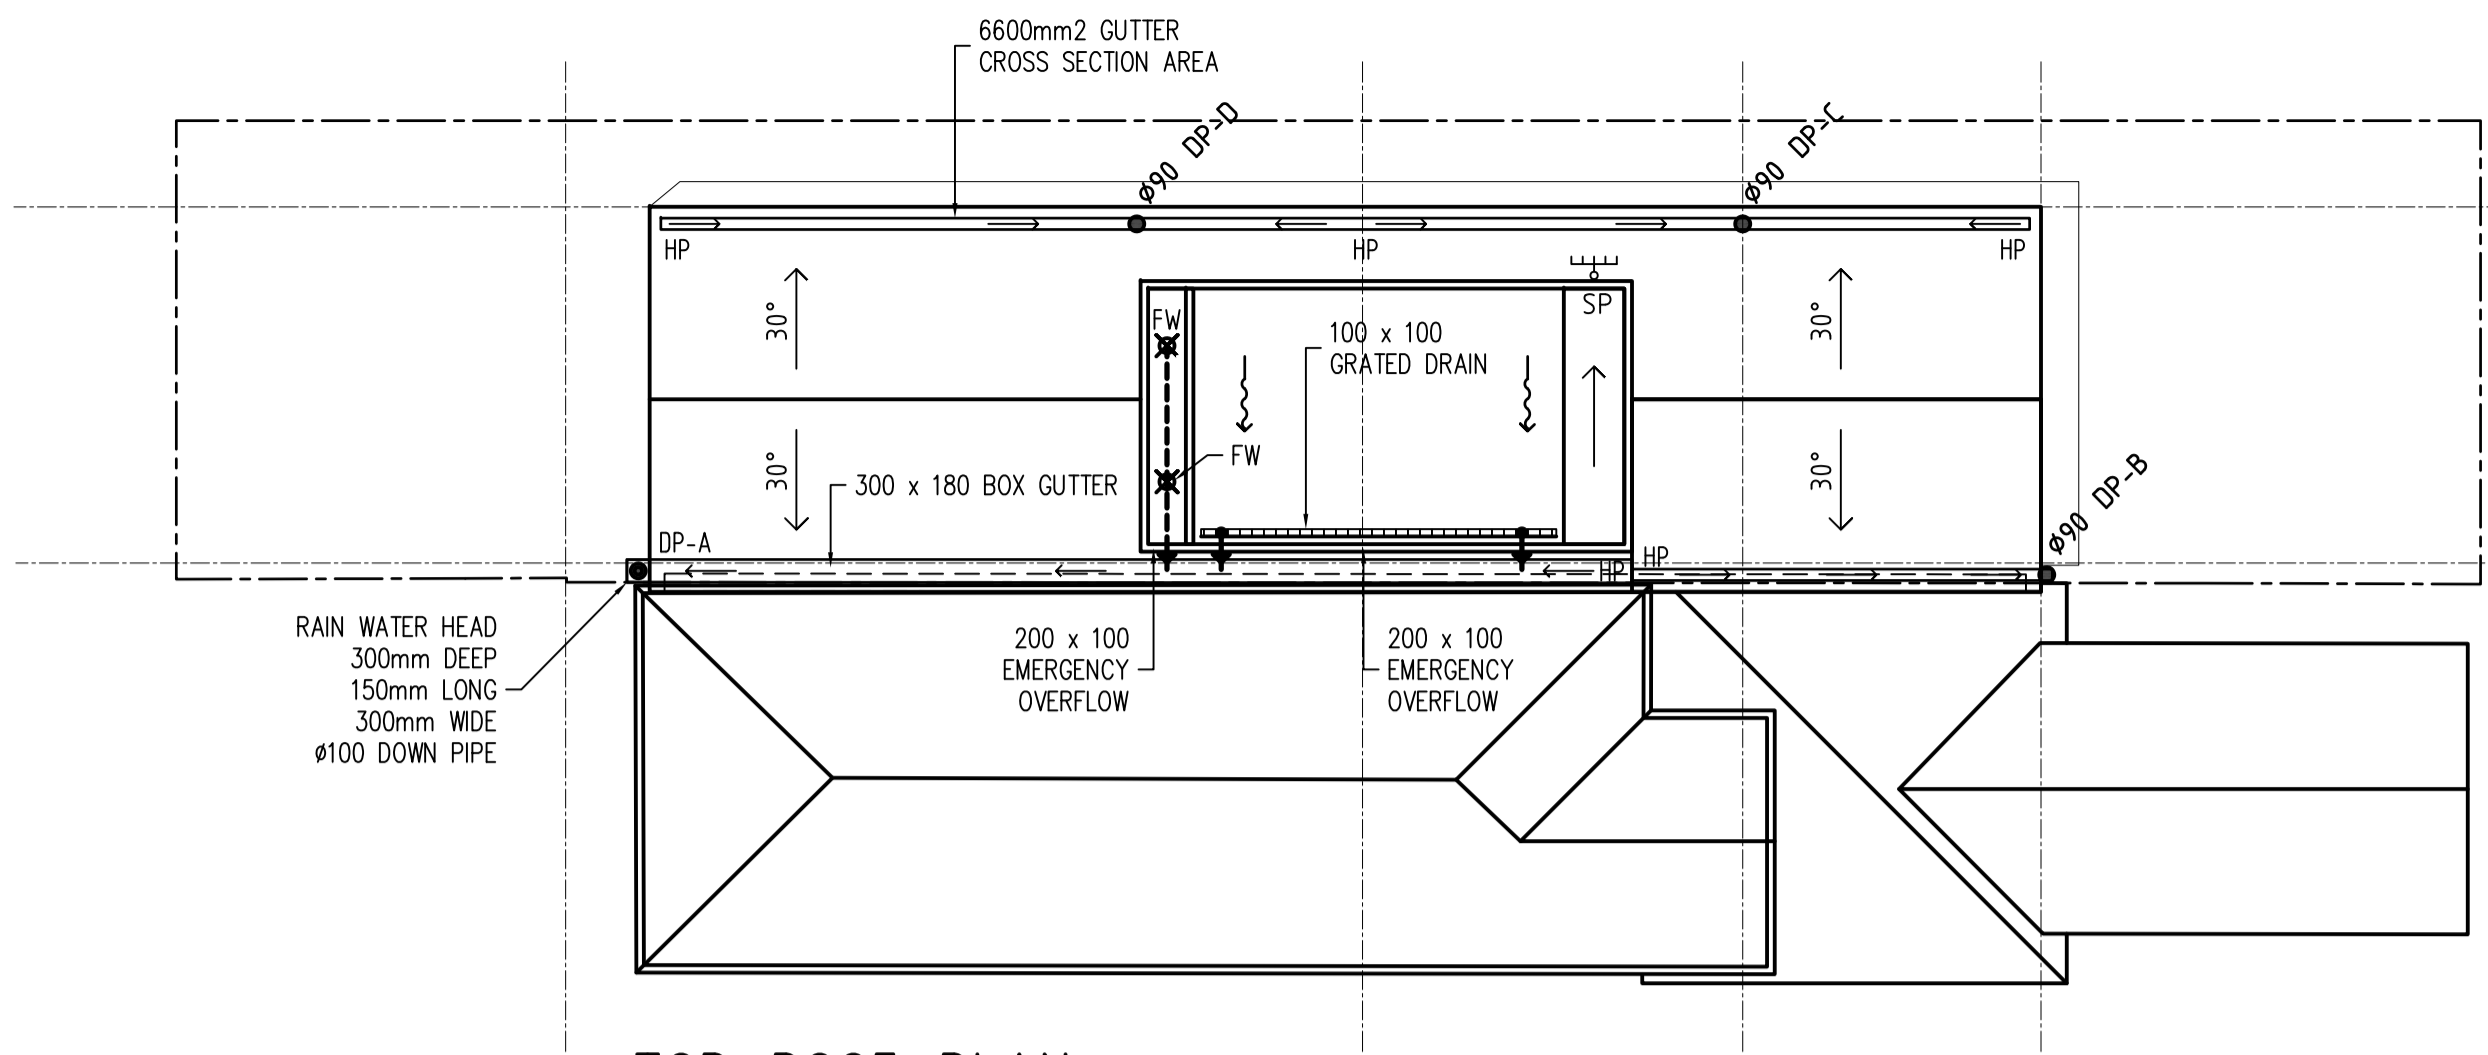 6600mm2 GUTTER
CROSS SECTION AREA
ø90 DP-D
ø90 DP-C
HP
HP
HP
30°
30°
SP
FW
100 x 100
GRATED DRAIN
FW
300 x 180 BOX GUTTER
30°
30°
ø90 DP-B
DP-A
HP
HP
RAIN WATER HEAD
300mm DEEP
150mm LONG
300mm WIDE
ø100 DOWN PIPE
200 x 100
EMERGENCY
OVERFLOW
200 x 100
EMERGENCY
OVERFLOW